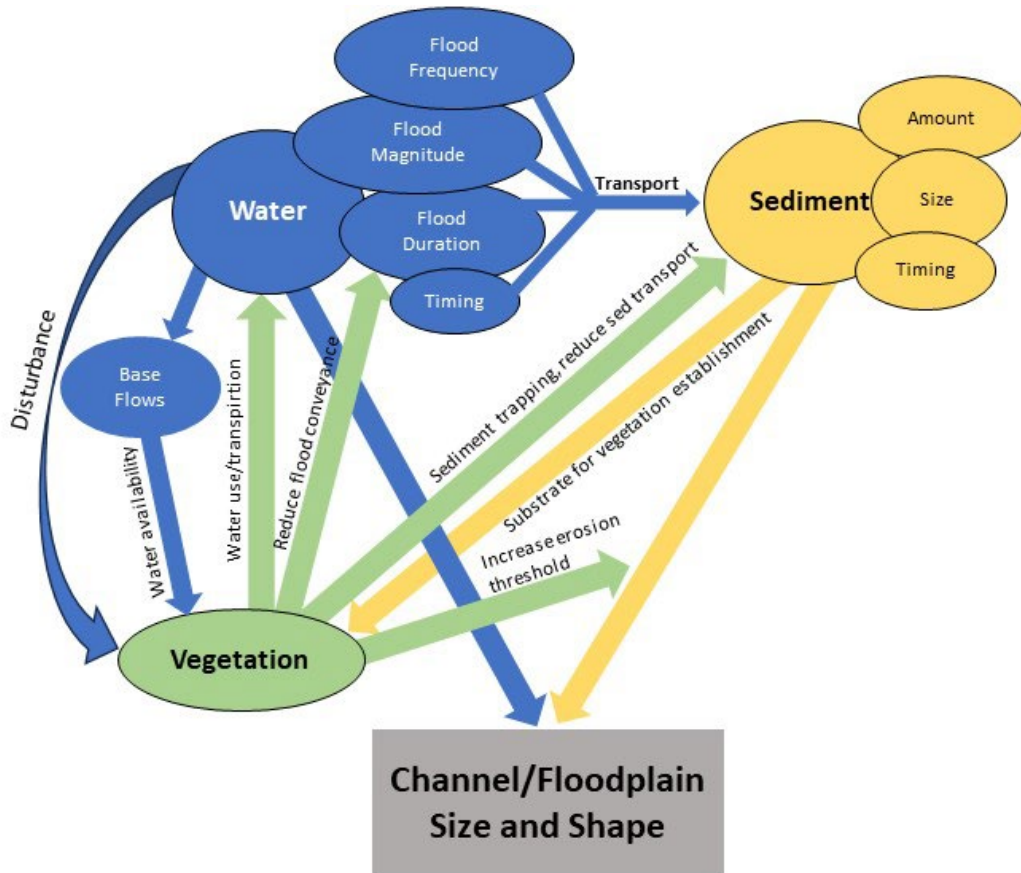 Flood
Frequency
Flood
Magnitude
Water
Flood
Duration
Timing
Transport
Amount
Sediment
Size
Timing
Disturbance
Base
Flows
Water availability
Water use/transpirtion
Reduce flood conveyance
Sediment trapping, reduce sed transport
Substrate for vegetation establishment
Increase erosion
threshold
Vegetation
Channel/Floodplain
Size and Shape